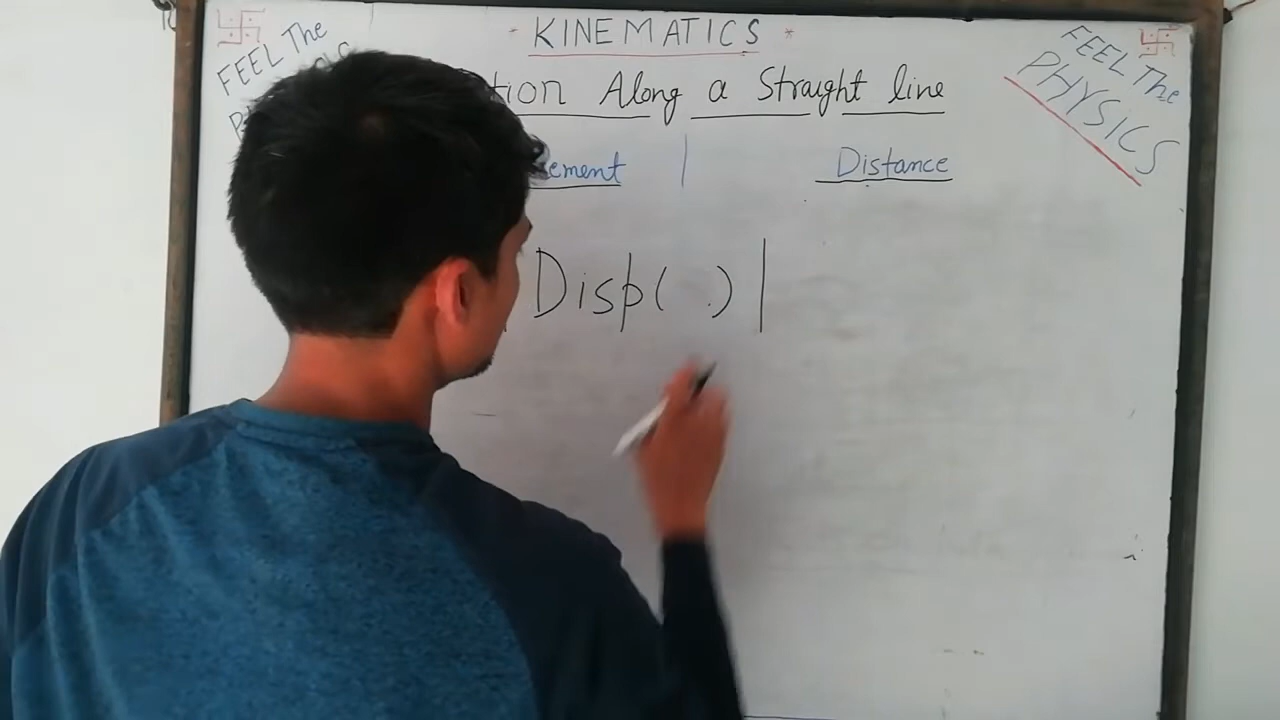 * KINEMATICS *
FEEL The
tion Along a Straight line
FEEL The
PHYSICS
ement | Distance
Disp( .) |